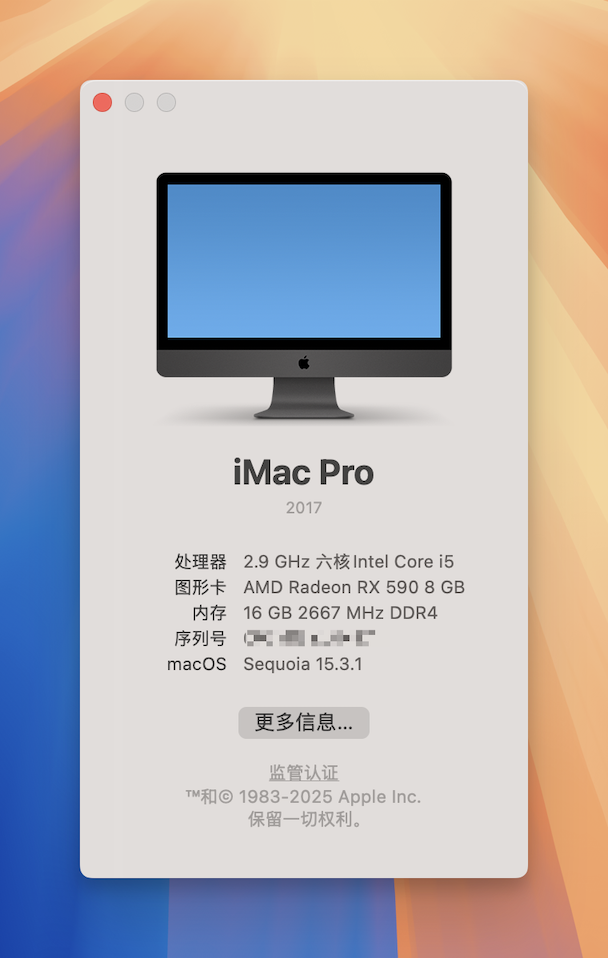 iMac Pro
2017
处理器 2.9 GHz 六核Intel Core i5
图形卡 AMD Radeon RX 590 8 GB
内存 16 GB 2667 MHz DDR4
序列号
macOS Sequoia 15.3.1
更多信息...
监管认证
™和© 1983-2025 Apple Inc.
保留一切权利。